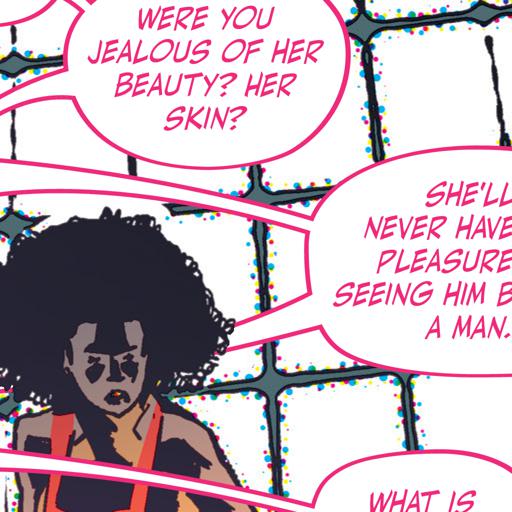 WERE YOU
JEALOUS OF HER
BEAUTY? HER
SKIN?
SHE'LL
NEVER HAVE
PLEASURE
SEEING HIM B
A MAN.
WHAT IS